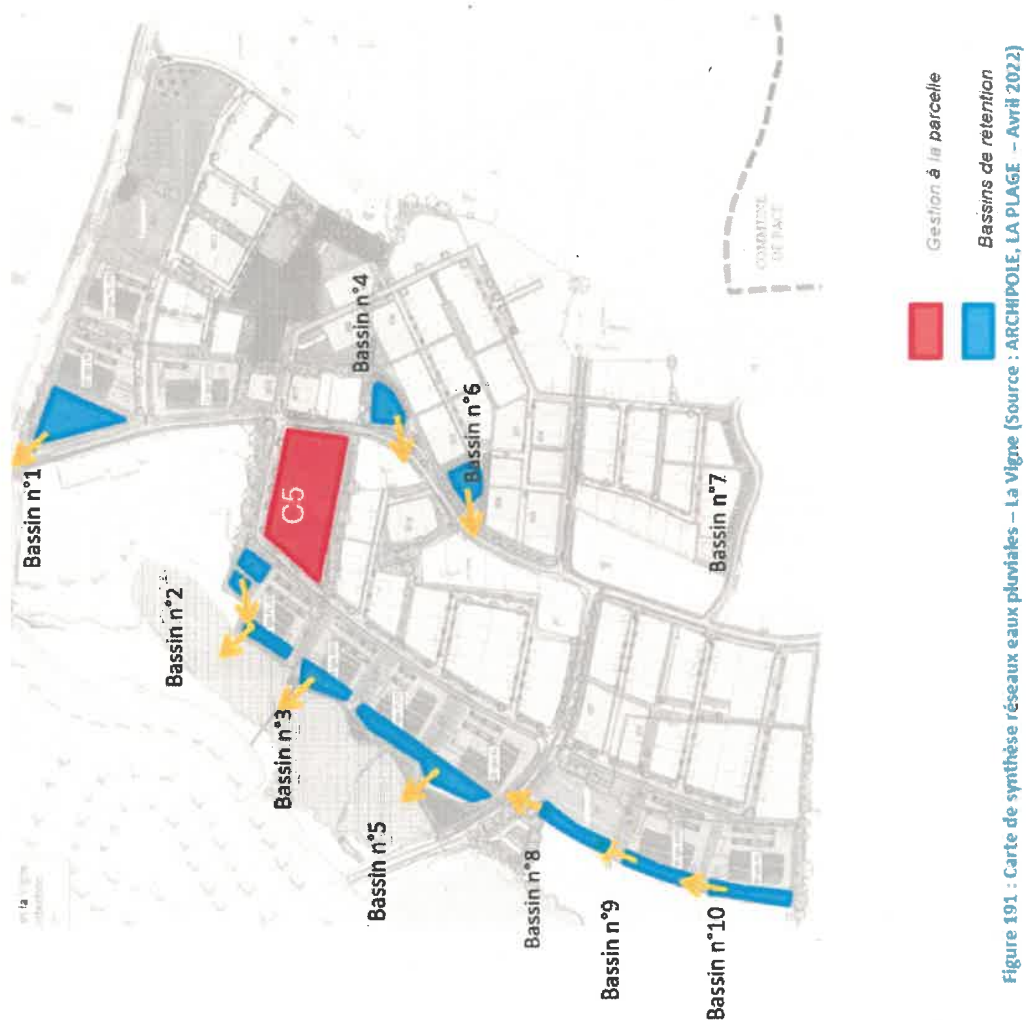 Bassin n°1
Bassin n°2
Bassin n°3
Bassin n°4
C5
Bassin n°5
Bassin n°6
Bassin n°7
Bassin n°8
Bassin n°9
Bassin n°10
COMMUNE
DE PACE
Gestion à la parcelle
Bassins de rétention
Figure 191 : Carte de synthèse réseaux eaux pluviales – La Vigne (Source : ARCHIPOLE, LA PLAGE – Avril 2022)